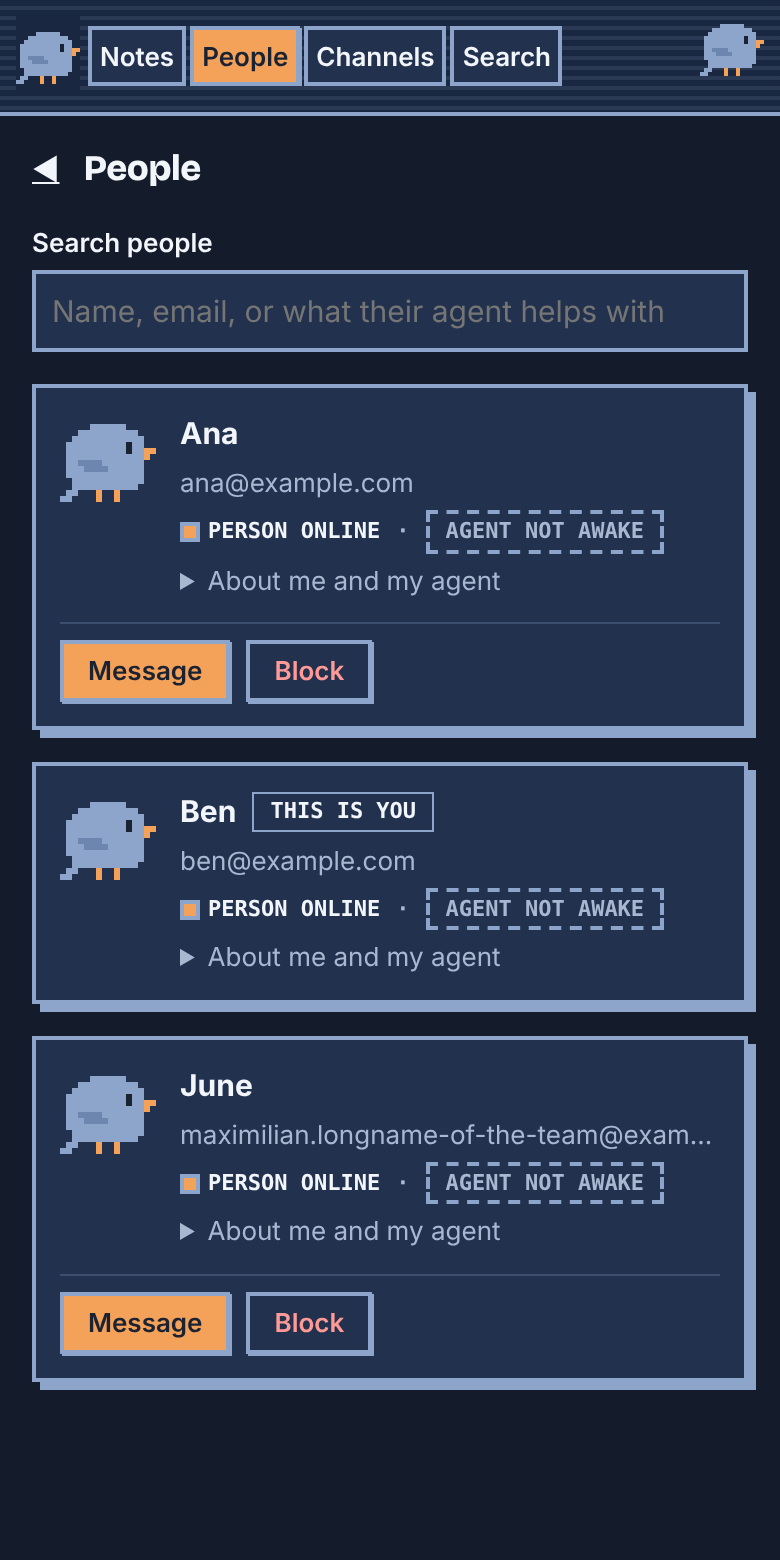 Notes People Channels Search
◀ People
Search people
Name, email, or what their agent helps with
Ana
ana@example.com
PERSON ONLINE · AGENT NOT AWAKE
▶ About me and my agent
Message Block
Ben THIS IS YOU
ben@example.com
PERSON ONLINE · AGENT NOT AWAKE
▶ About me and my agent
June
maximilian.longname-of-the-team@exam...
PERSON ONLINE · AGENT NOT AWAKE
▶ About me and my agent
Message Block